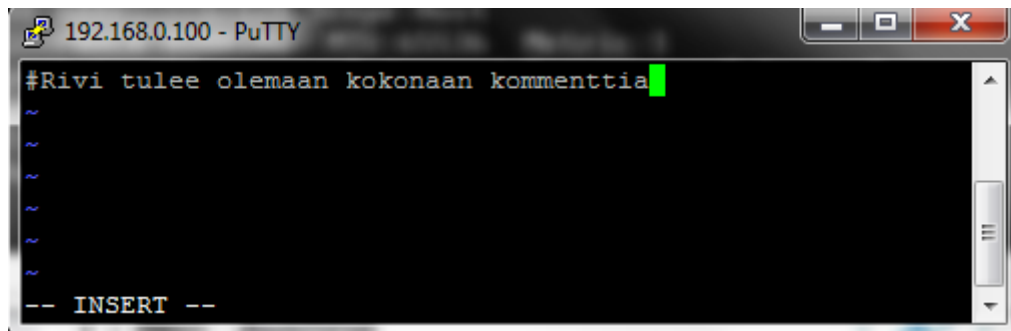 192.168.0.100 - PuTTY
#Rivi tulee olemaan kokonaan kommenttia
~
~
~
~
~
~
-- INSERT --